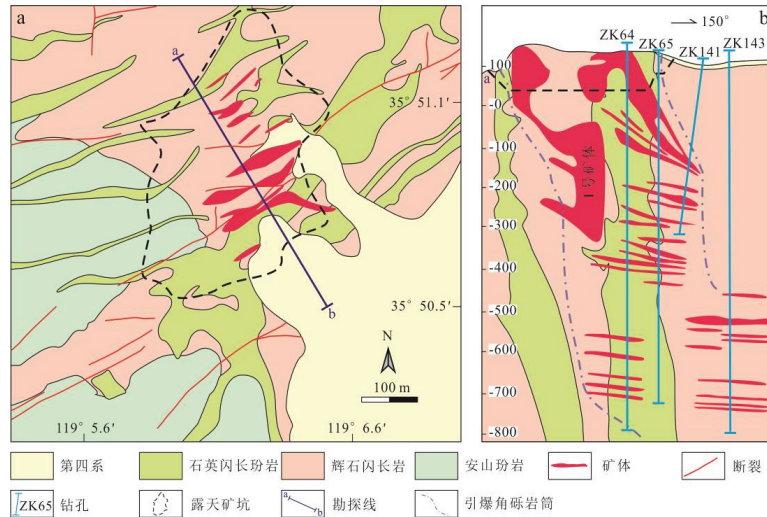 a
a
35° 51.1′
35° 50.5′
b
N
100 m
119° 5.6′
119° 6.6′
b
150°
ZK64
ZK65
ZK141
ZK143
a
100
-0
-100
-200
-300
-400
-500
-600
-700
-800
1号矿体
第四系
石英闪长玢岩
辉石闪长岩
安山玢岩
矿体
断裂
ZK65
钻孔
露天矿坑
a
b
勘探线
引爆角砾岩筒